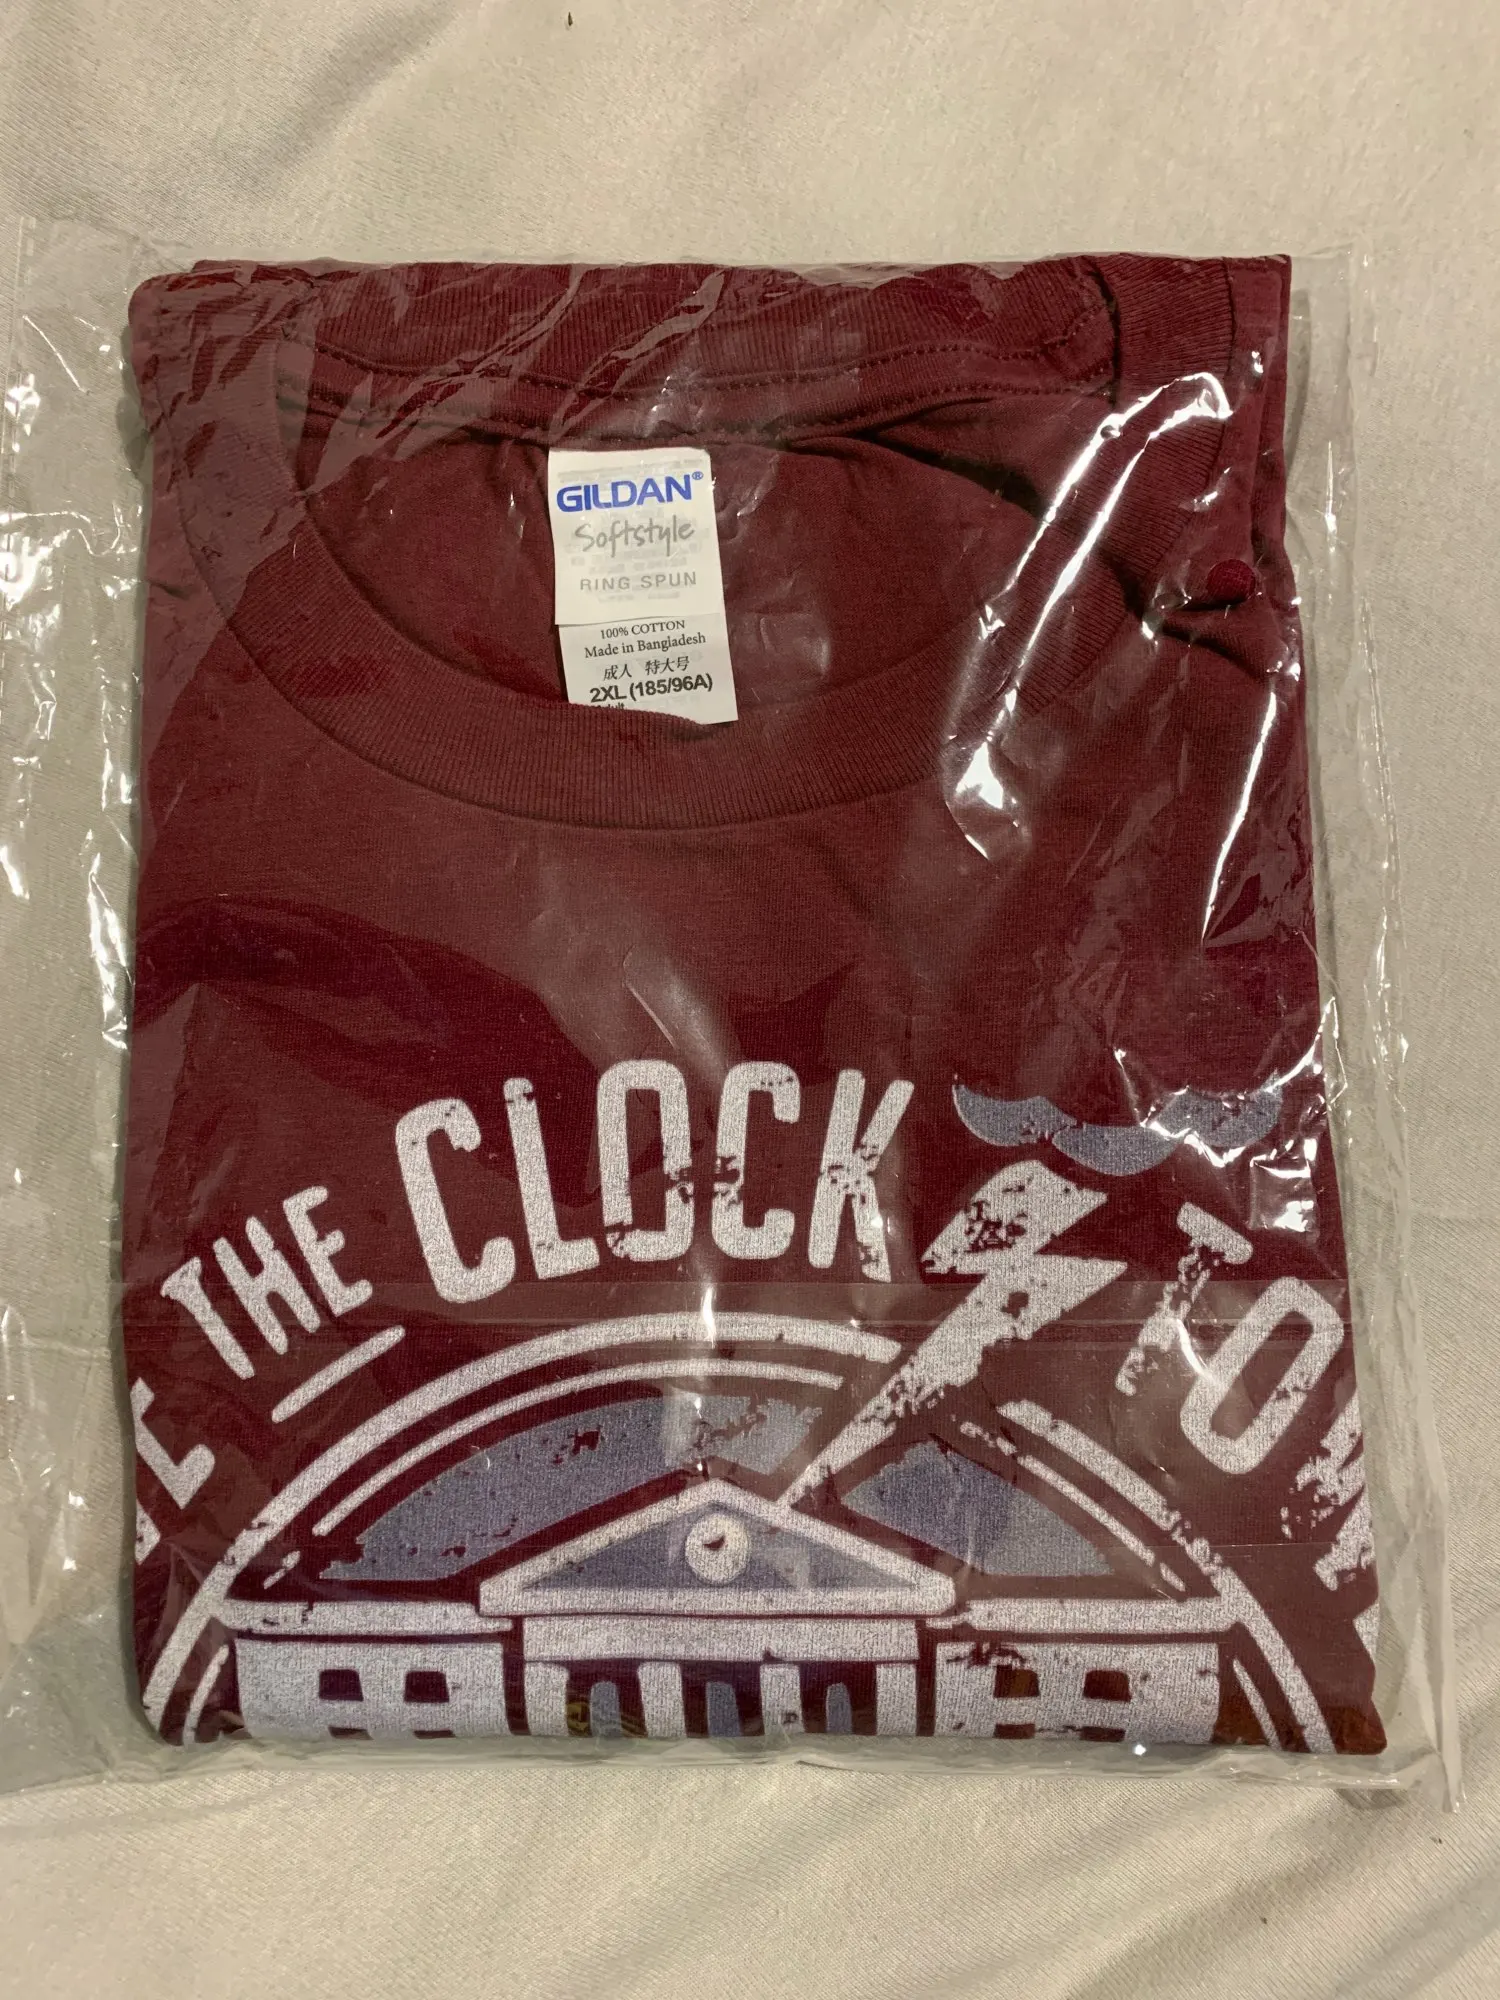 GILDAN®
Softstyle
RING SPUN
100% COTTON
Made in Bangladesh
成人 特大号
2XL (185/96A)
THE CLOCK